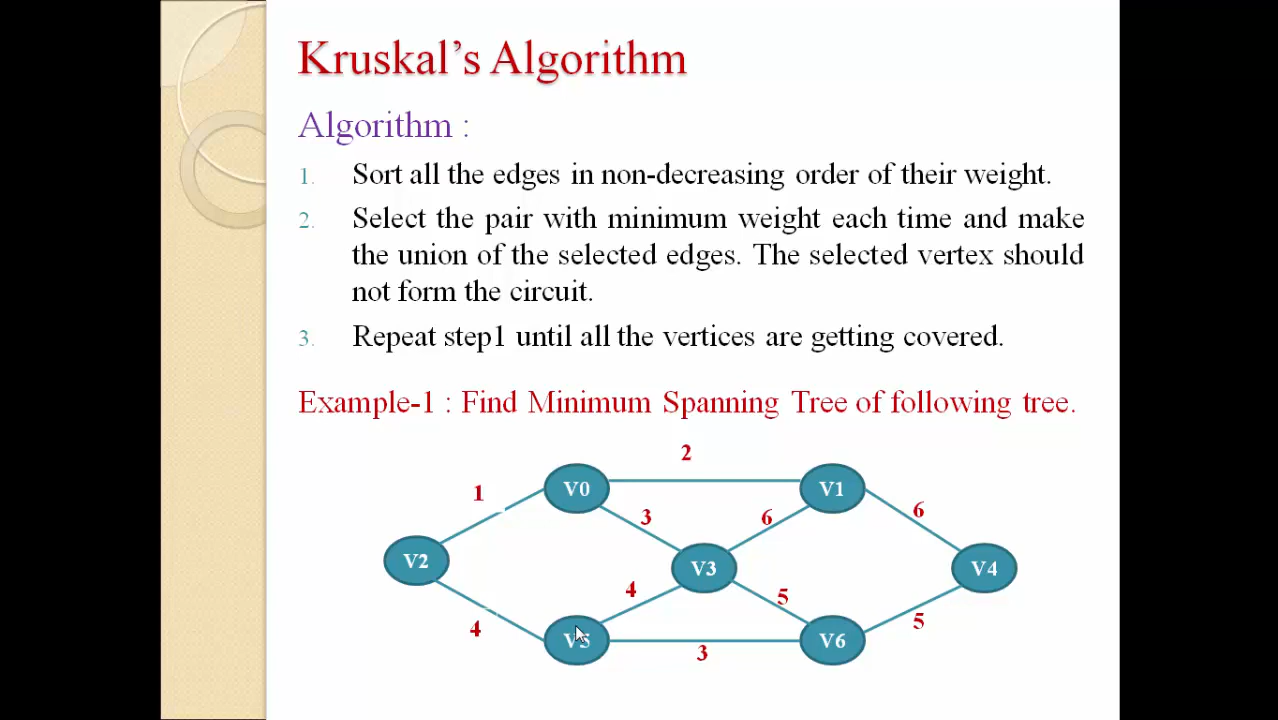 Kruskal's Algorithm
Algorithm :
1. Sort all the edges in non-decreasing order of their weight.
2. Select the pair with minimum weight each time and make
the union of the selected edges. The selected vertex should
not form the circuit.
3. Repeat step1 until all the vertices are getting covered.
Example-1 : Find Minimum Spanning Tree of following tree.
2
1 V0 V1
3 6 6
V2 V3 V4
4 5
4 V5 V6 5
3